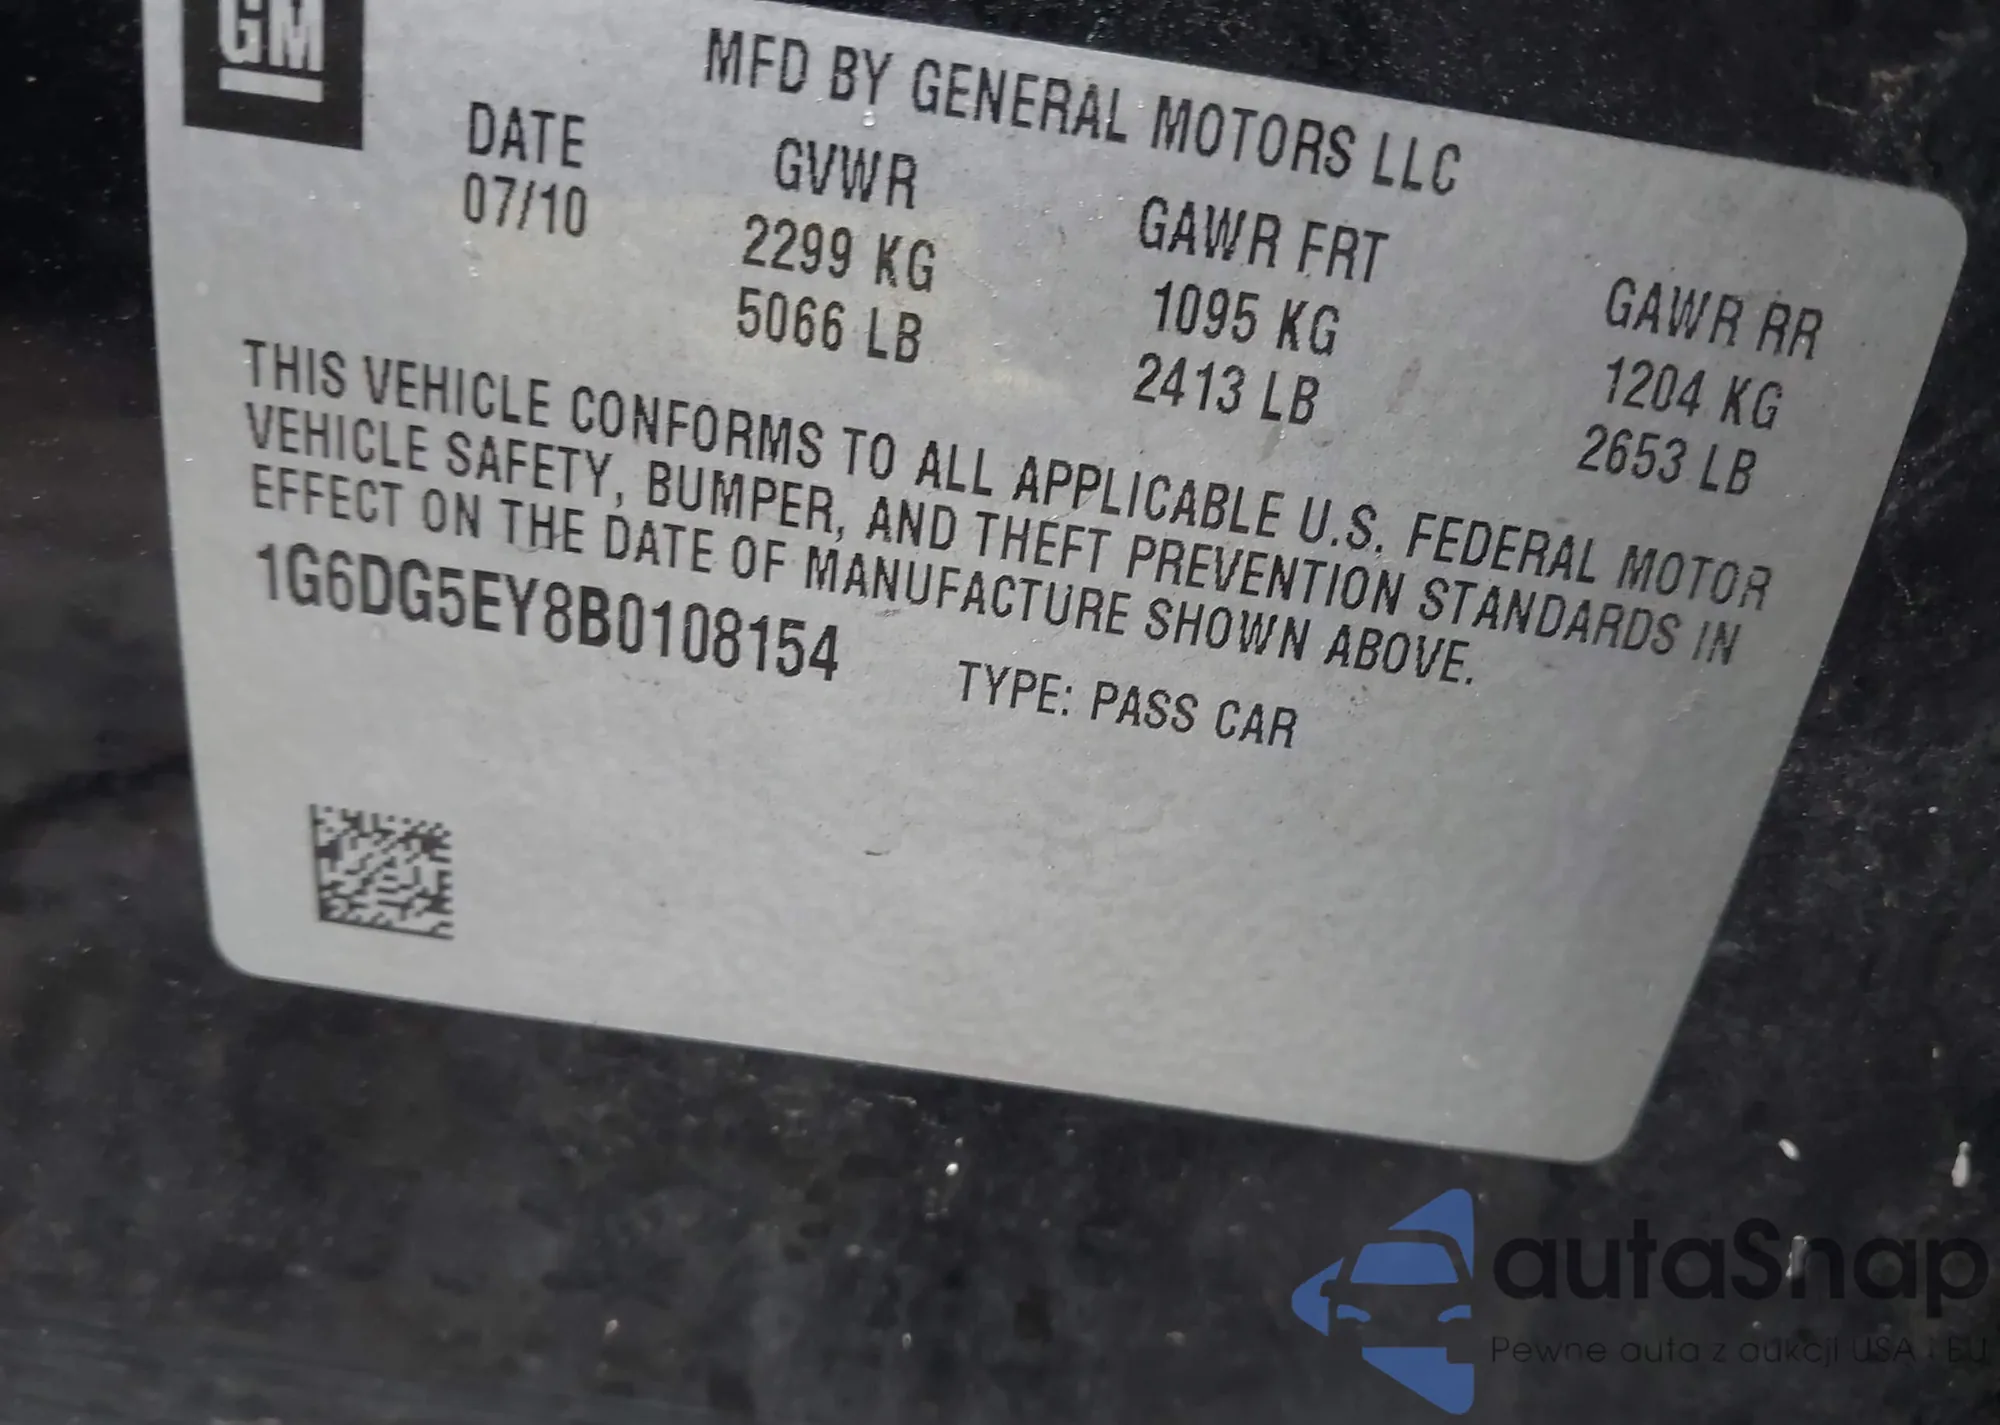 GM
MFD BY GENERAL MOTORS LLC
DATE GVWR GAWR FRT GAWR RR
07/10 2299 KG 1095 KG 1204 KG
5066 LB 2413 LB 2653 LB
THIS VEHICLE CONFORMS TO ALL APPLICABLE U.S. FEDERAL MOTOR
VEHICLE SAFETY, BUMPER, AND THEFT PREVENTION STANDARDS IN
EFFECT ON THE DATE OF MANUFACTURE SHOWN ABOVE.
1G6DG5EY8B0108154 TYPE: PASS CAR
autaSnap
Pewne auta z aukcji USA i EU